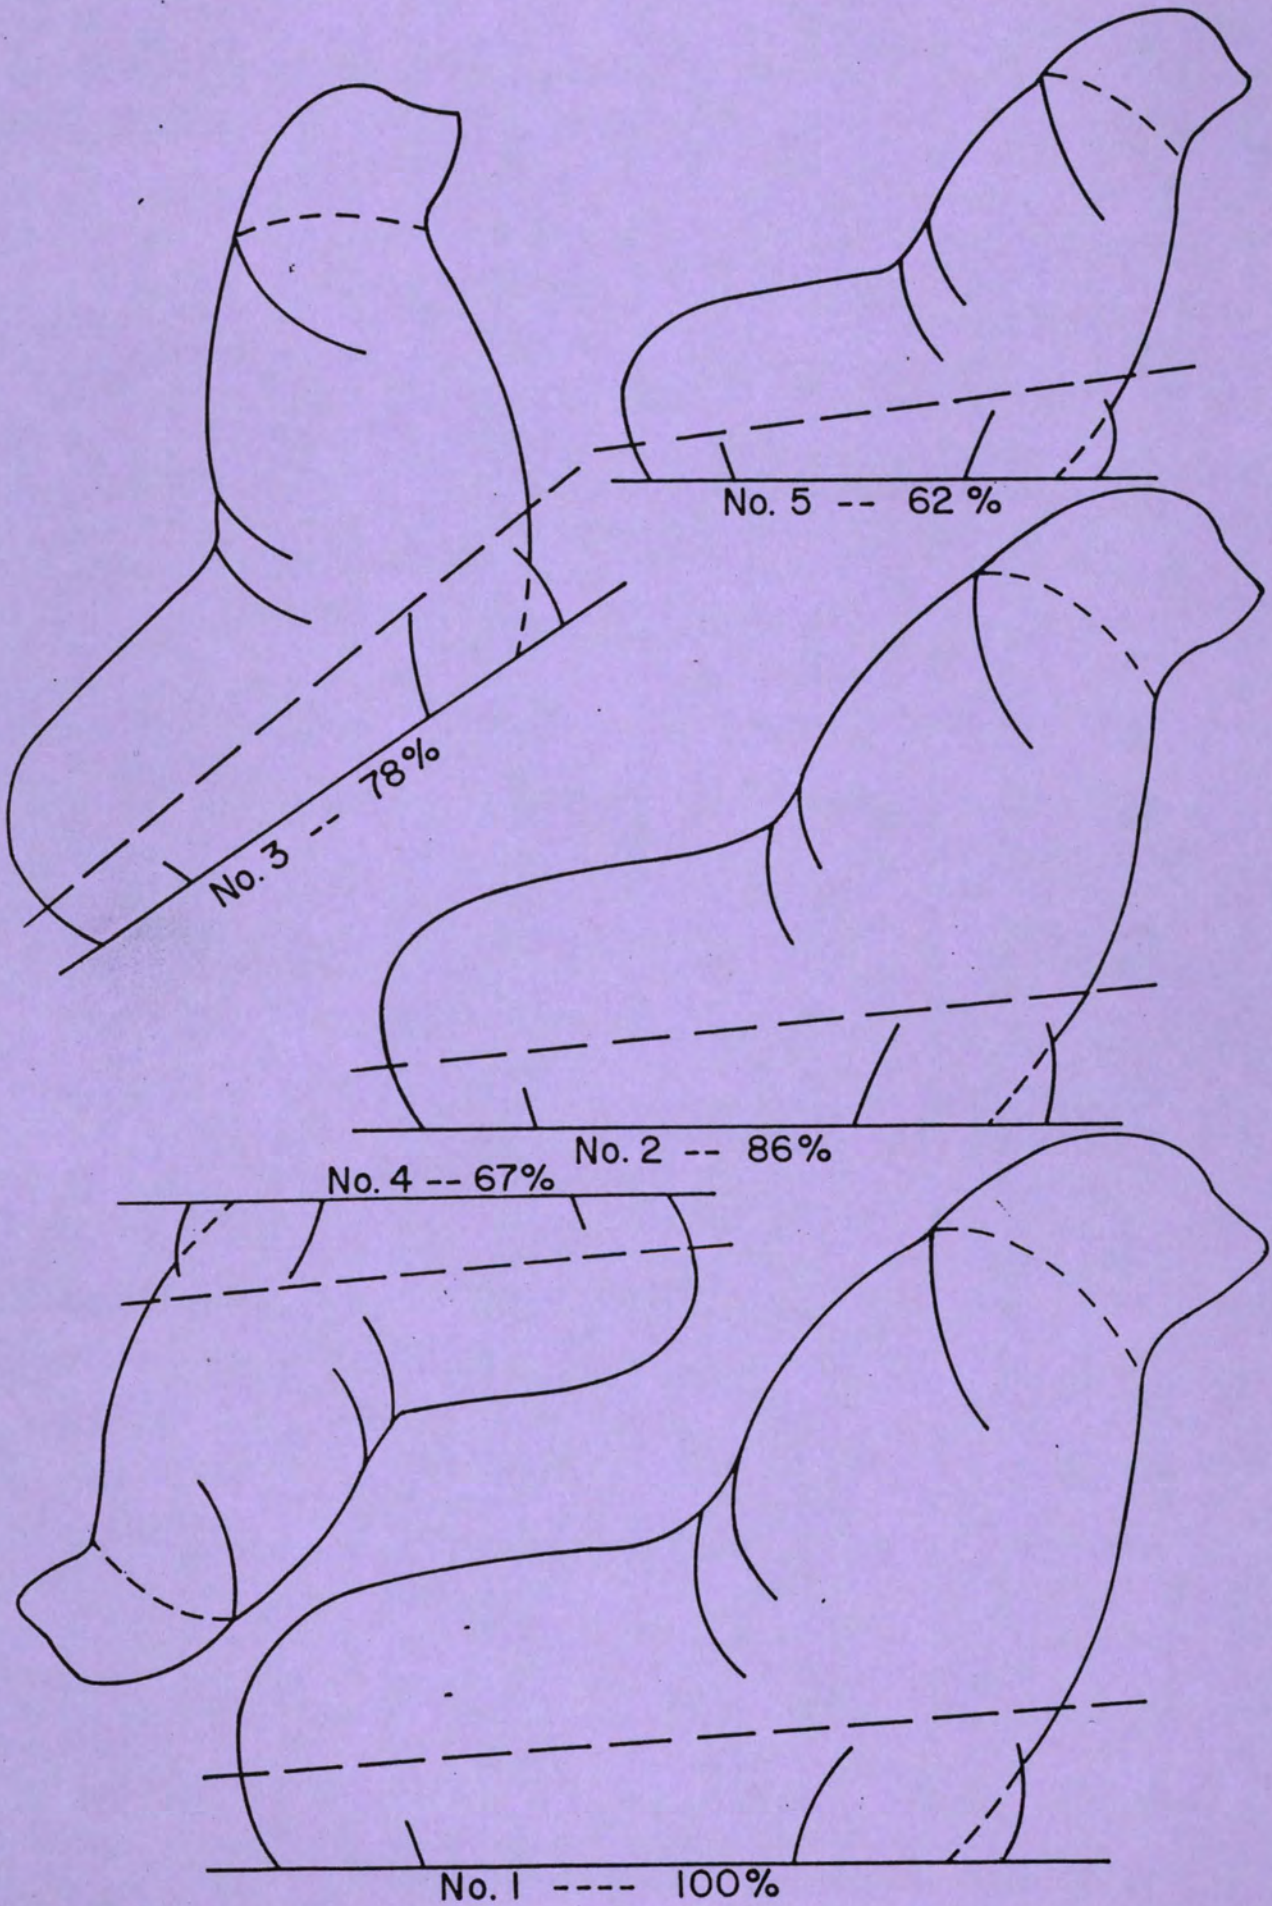 No. 5 -- 62%
No. 3 -- 78%
No. 2 -- 86%
No. 4 -- 67%
No. 1 ----- 100%